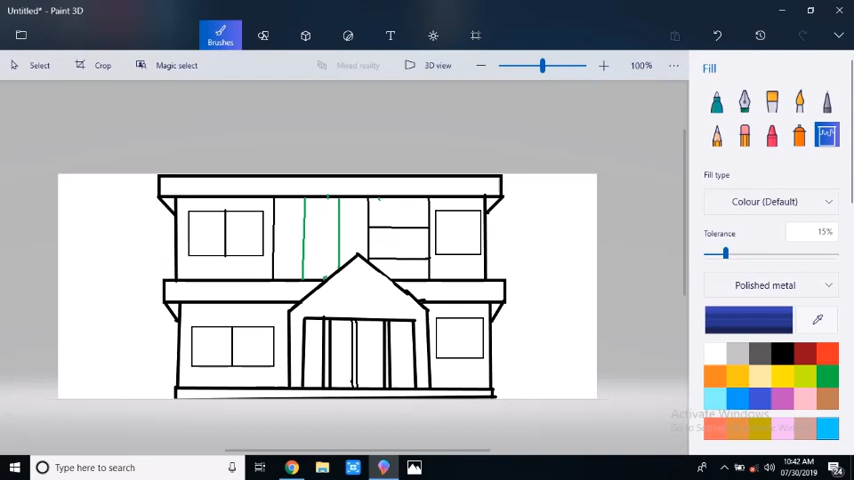 Untitled* - Paint 3D
Brushes
Select
Crop
Magic select
Mixed reality
3D view
100%
Fill
Fill type
Colour (Default)
Tolerance
15%
Polished metal
Activate Windows
Type here to search
10:42 AM
07/30/2019
24